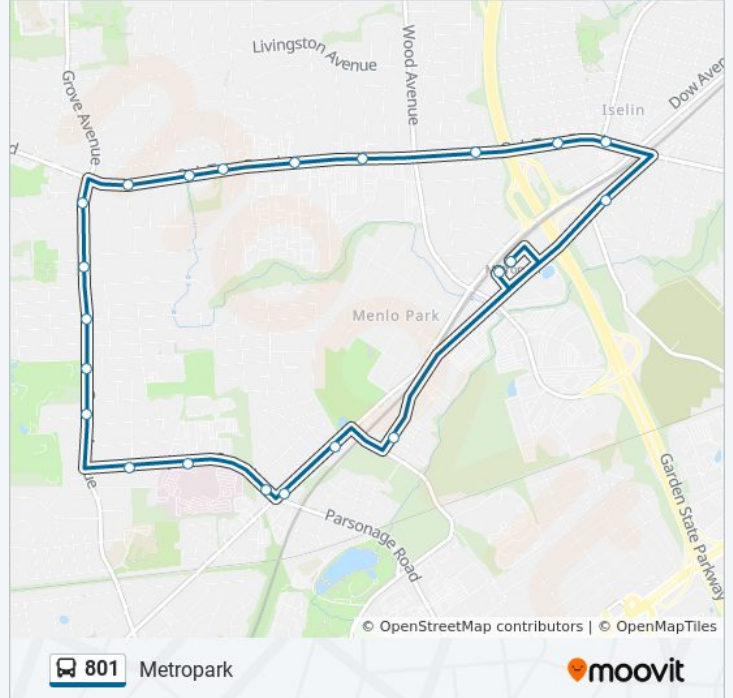 Livingston Avenue
Wood Avenue
Grove Avenue
Dow Aven
Iselin
Menlo Park
Garden State Parkway
Parsonage Road
© OpenStreetMap contributors | © OpenMapTiles
801 Metropark
moovit